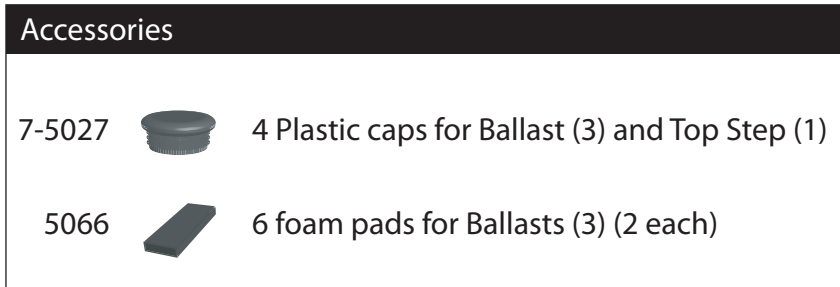 Accessories
7-5027 4 Plastic caps for Ballast (3) and Top Step (1)
5066 6 foam pads for Ballasts (3) (2 each)